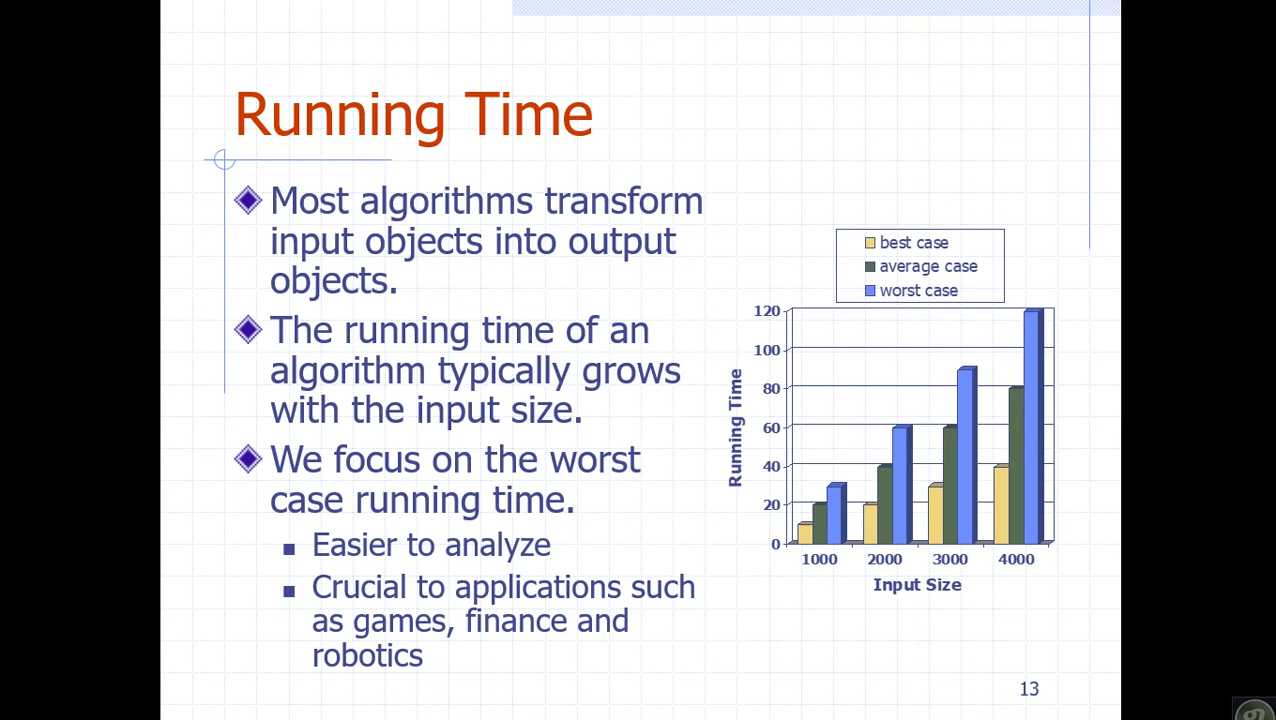 Running Time
Most algorithms transform
input objects into output
objects.
The running time of an
algorithm typically grows
with the input size.
We focus on the worst
case running time.
Easier to analyze
Crucial to applications such
as games, finance and
robotics
best case
average case
worst case
120
100
80
60
40
20
0
Running Time
1000 2000 3000 4000
Input Size
13